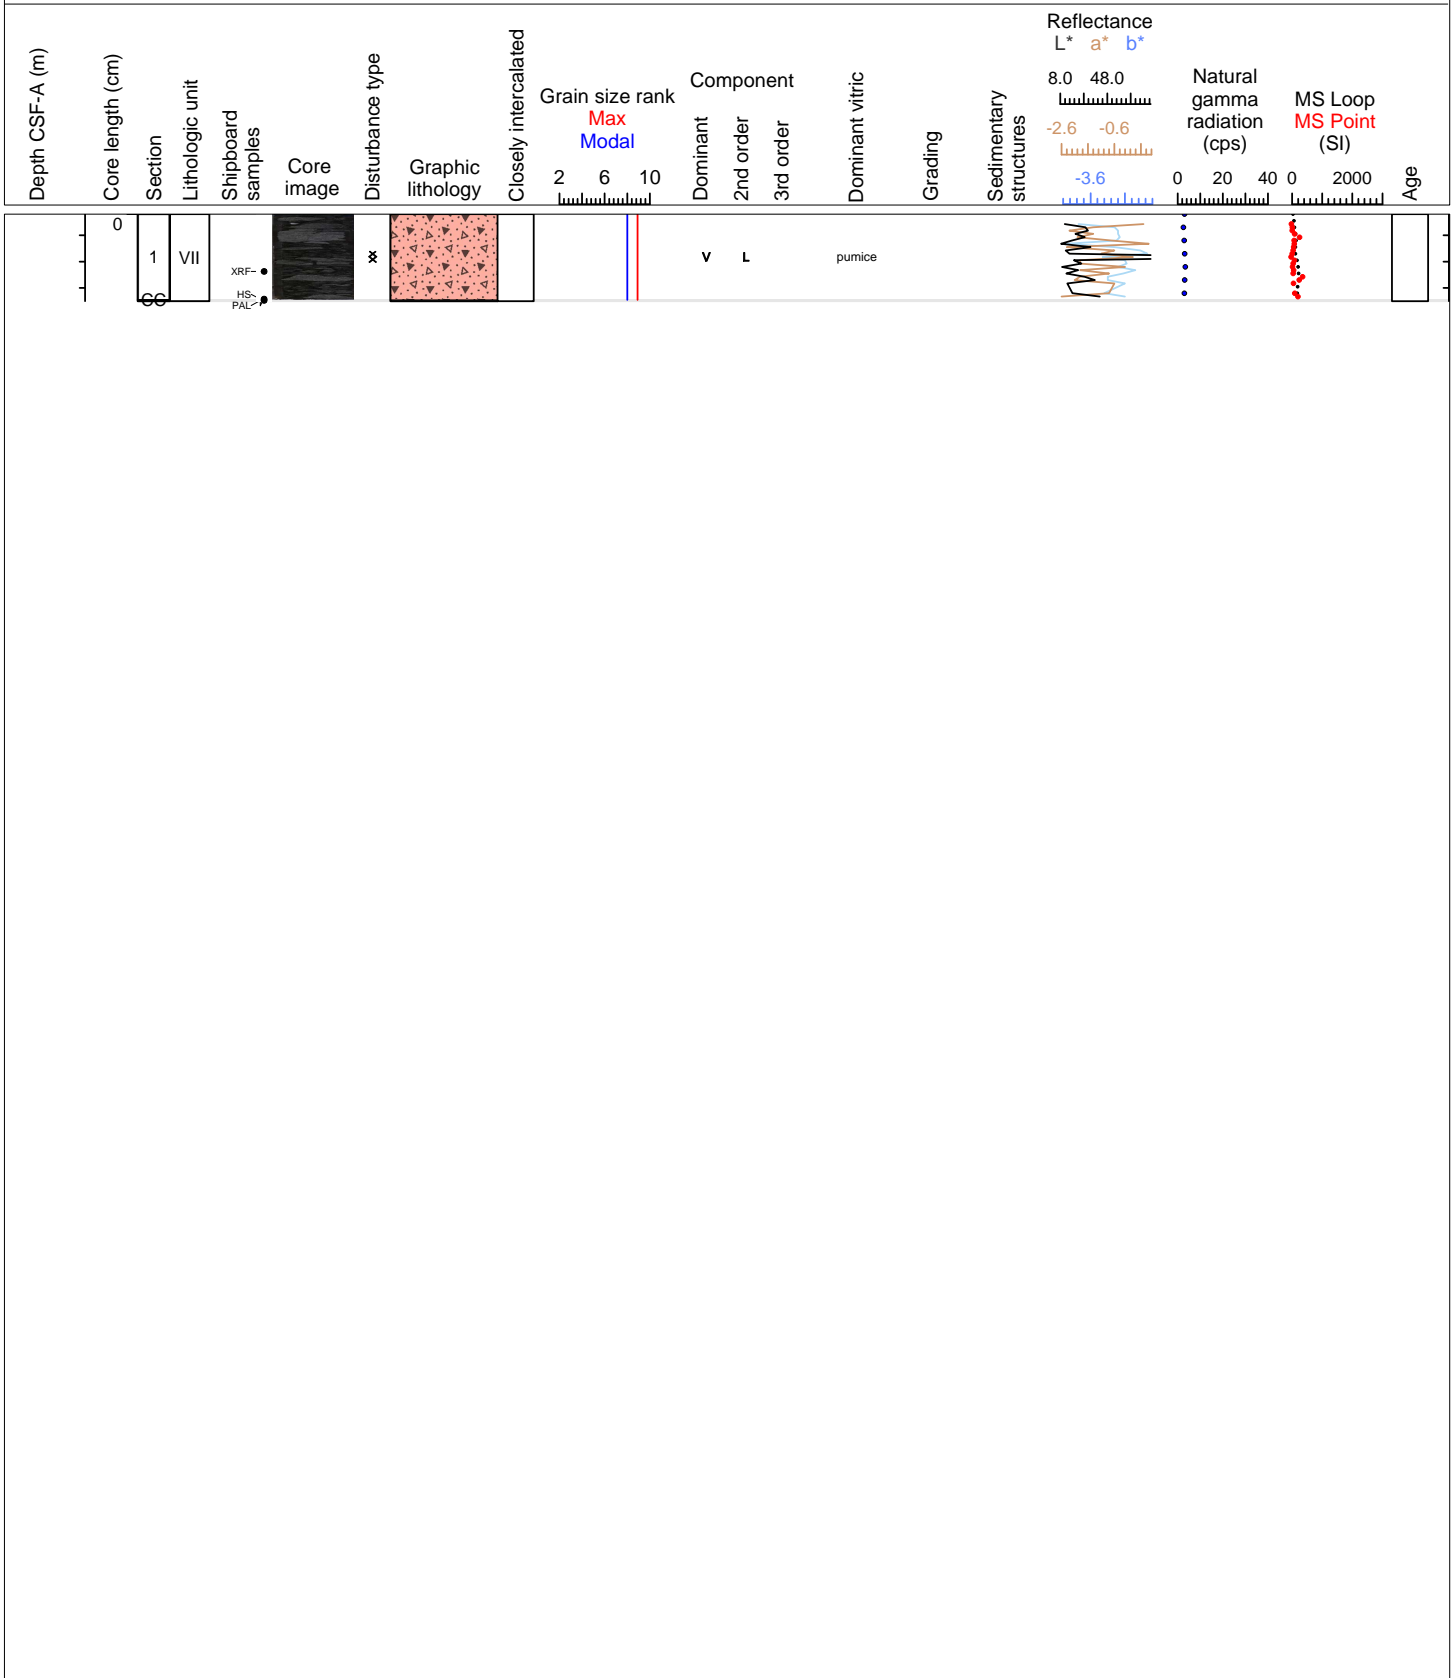 Depth CSF-A (m)
Core length (cm)
Section
Lithologic unit
Shipboard
samples
Core
image
Disturbance type
Graphic
lithology
Closely intercalated
Grain size rank
Max
Modal
2 6 10
Component
Dominant
2nd order
3rd order
Dominant vitric
Grading
Sedimentary
structures
Reflectance
L* a* b*
8.0 48.0
-2.6 -0.6
-3.6
Natural
gamma
radiation
(cps)
0 20 40
MS Loop
MS Point
(SI)
0 2000
Age
0
1
CC
VII
XRF
HS
PAL
V
L
pumice